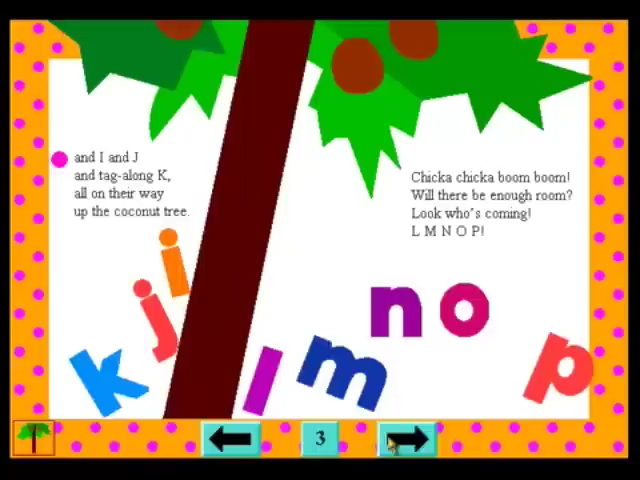 and I and J
and tag-along K,
all on their way
up the coconut tree.
Chicka chicka boom boom!
Will there be enough room?
Look who's coming!
L M N O P!
i
j
k
l
m
n
o
p
3